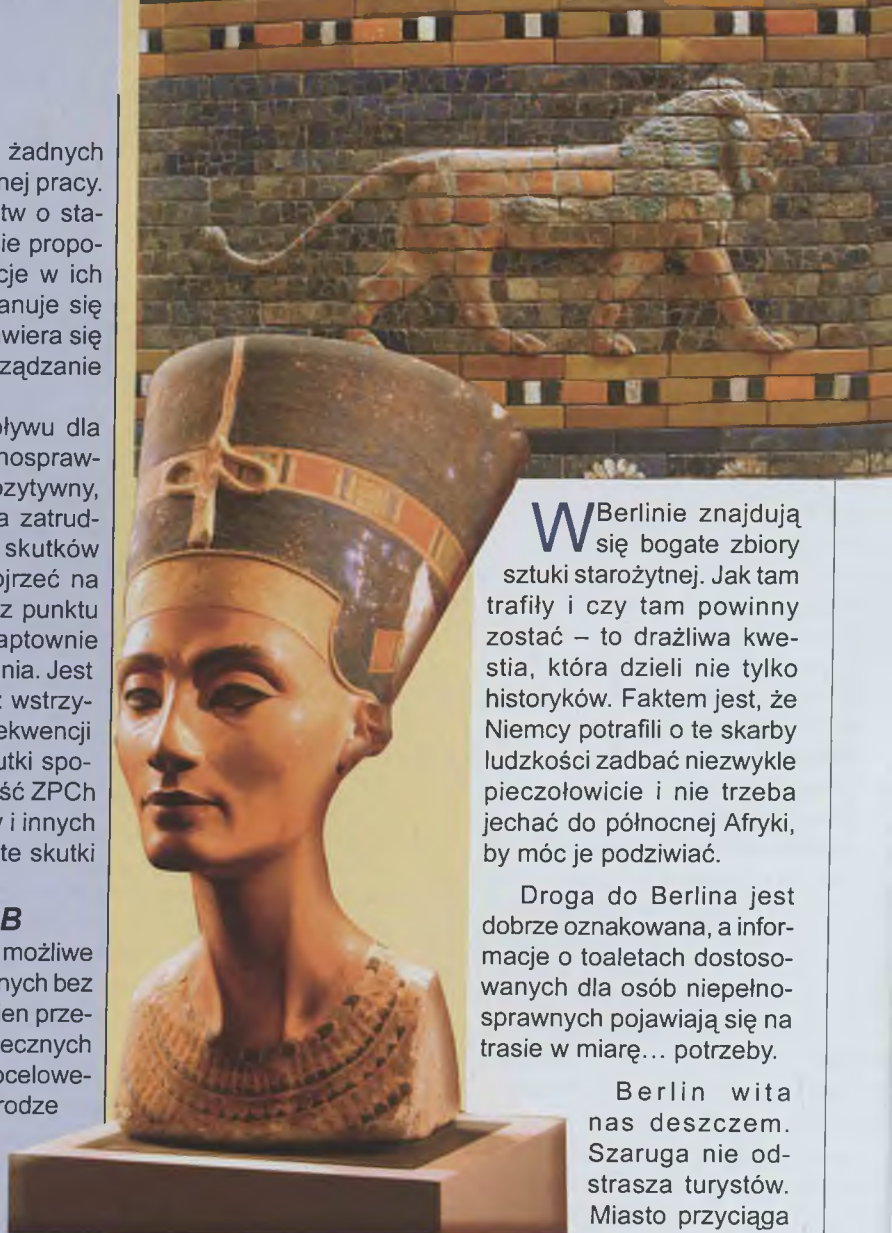 żadnych
nej pracy.
tw o sta-
ie propo-
cje w ich
anuje się
wiera się
ządzanie
ływu dla
nospraw-
ozytywny,
a zatrud-
skutków
ojrzeć na
z punktu
aptownie
nia. Jest
z wstrzy-
ekwencji
utki spo-
ść ZPCh
y i innych
te skutki
B
możliwe
nych bez
en prze-
ecznych
ocelowe-
rodze
W Berlinie znajdują
się bogate zbiory
sztuki starożytnej. Jak tam
trafiły i czy tam powinny
zostać – to drażliwa kwe-
stia, która dzieli nie tylko
historyków. Faktem jest, że
Niemcy potrafili o te skarby
ludzkości zadbać niezwykle
pieczołowicie i nie trzeba
jechać do północnej Afryki,
by móc je podziwiać.
Droga do Berlina jest
dobrze oznakowana, a infor-
macje o toaletach dostoso-
wanych dla osób niepełno-
sprawnych pojawiają się na
trasie w miarę... potrzeby.
Berlin wita
nas deszczem.
Szaruga nie od-
strasza turystów.
Miasto przyciąga